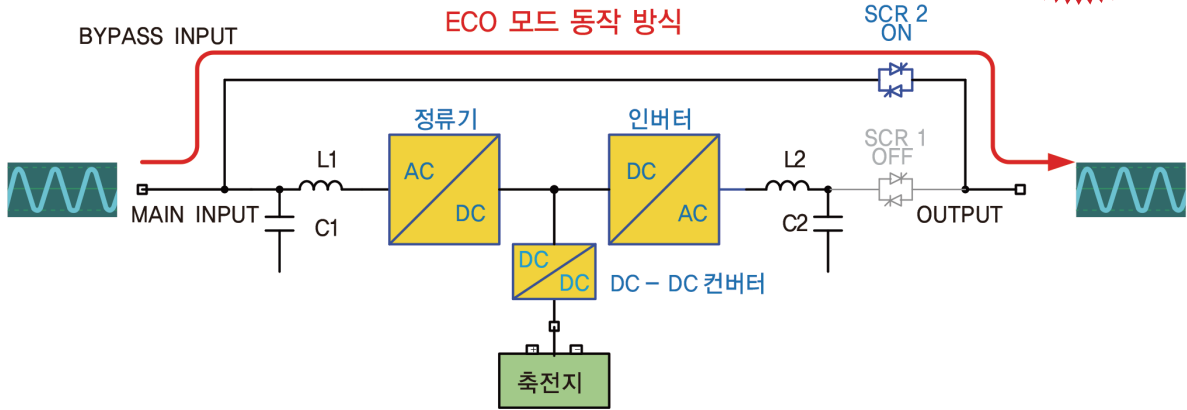 ECO 모드 동작 방식
SCR 2
ON
BYPASS INPUT
정류기
인버터
SCR 1
OFF
L1
AC
DC
DC
AC
L2
MAIN INPUT
C1
C2
OUTPUT
DC
DC
DC – DC 컨버터
+
−
축전지